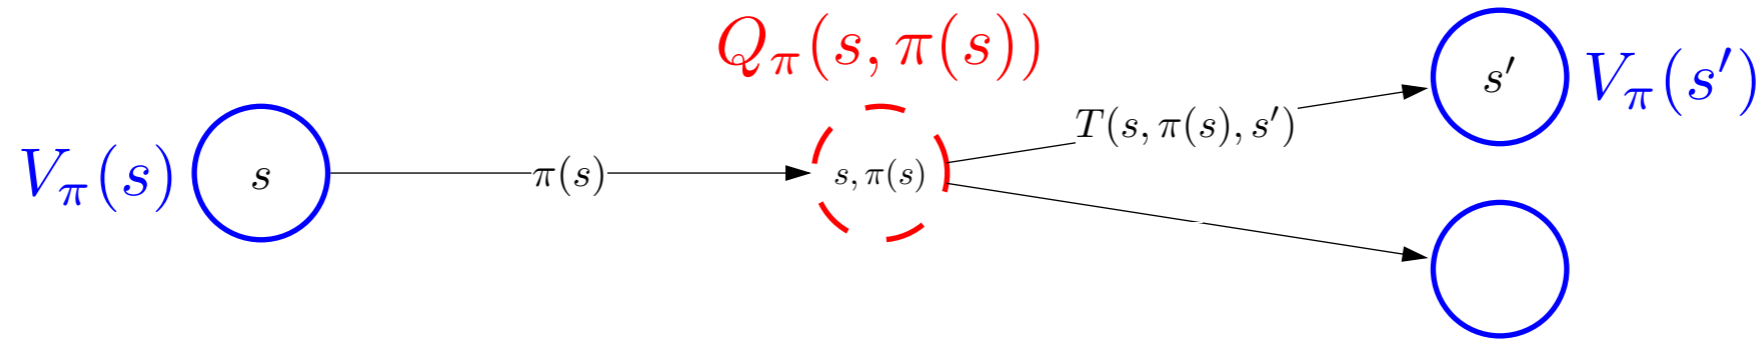 Q_π(s, π(s))
V_π(s)
s
π(s)
s, π(s)
T(s, π(s), s′)
s′
V_π(s′)